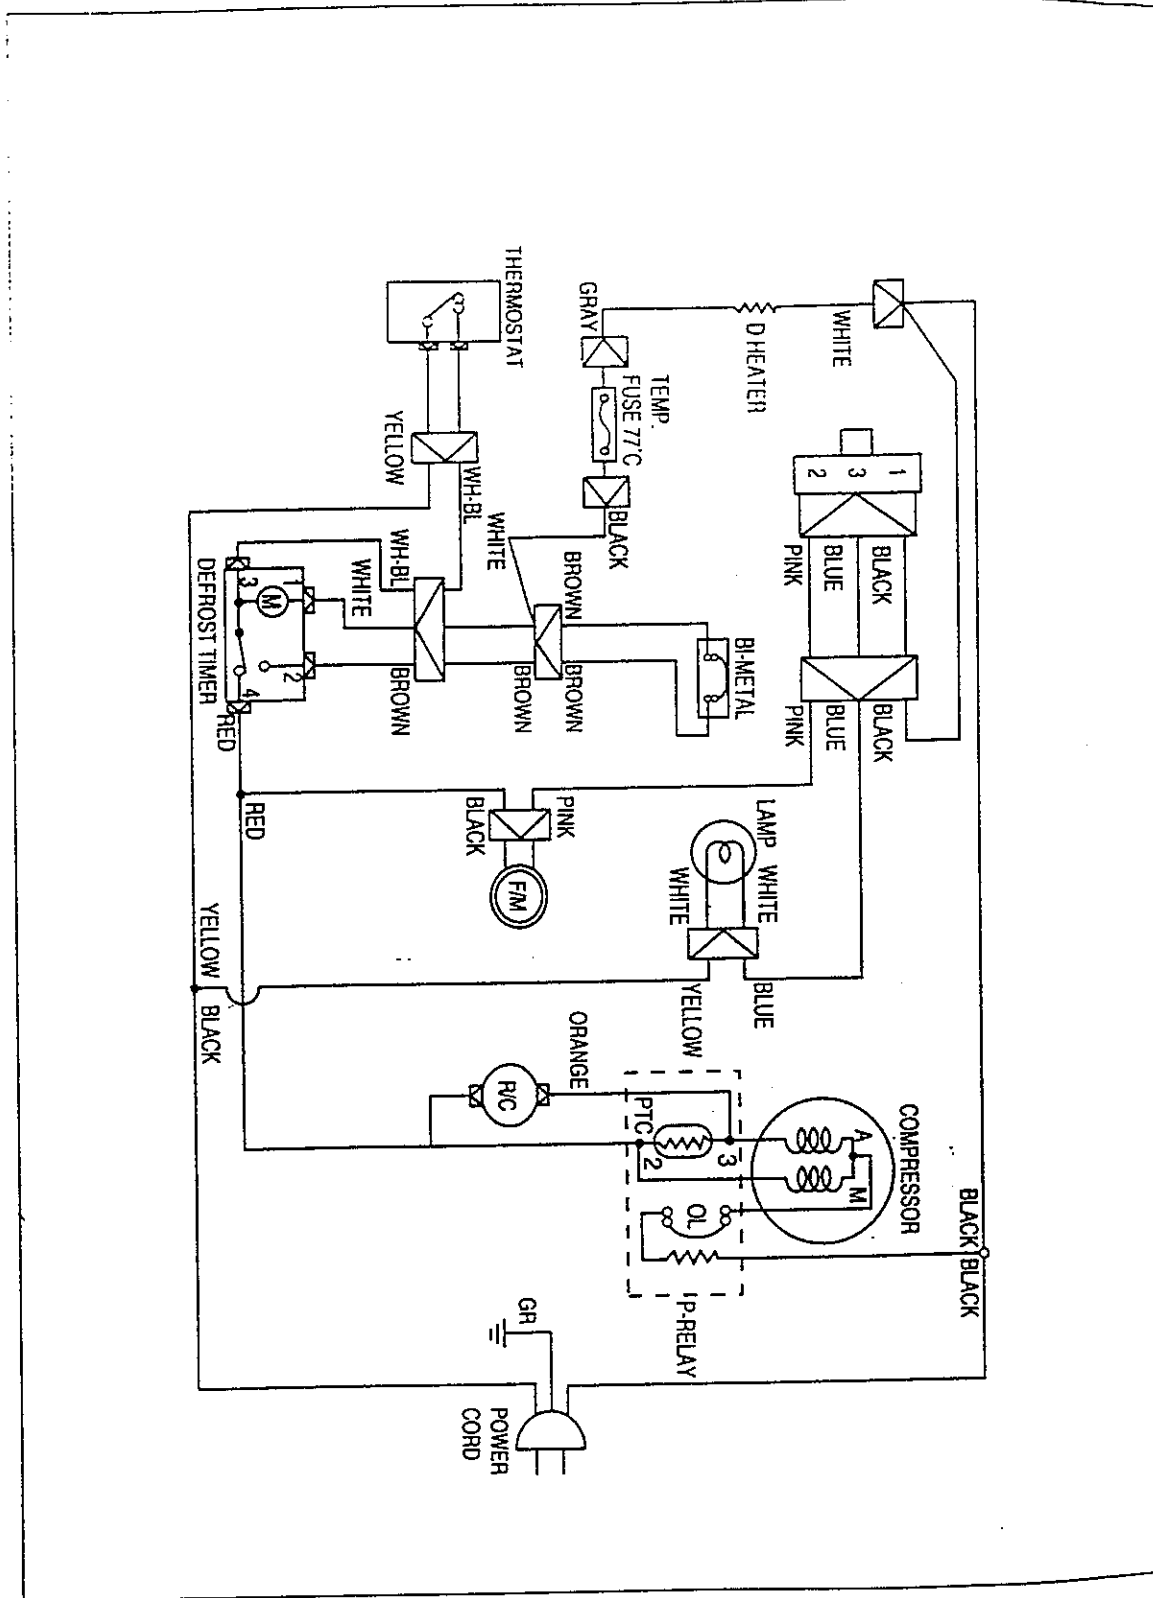 THERMOSTAT
YELLOW
WH-BL
WHITE
WH-BL
WHITE
DEFROST TIMER
3
1
M
2
4
RED
RED
BROWN
BROWN
BROWN
BROWN
BI-METAL
GRAY
TEMP.
FUSE 77°C
BLACK
D HEATER
WHITE
1
3
2
BLACK
BLUE
PINK
BLACK
BLUE
PINK
PINK
BLACK
F/M
LAMP
WHITE
WHITE
BLUE
YELLOW
YELLOW
BLACK
ORANGE
R/C
PTC
2
3
A
M
COMPRESSOR
OL
P-RELAY
BLACK
BLACK
GR
POWER
CORD